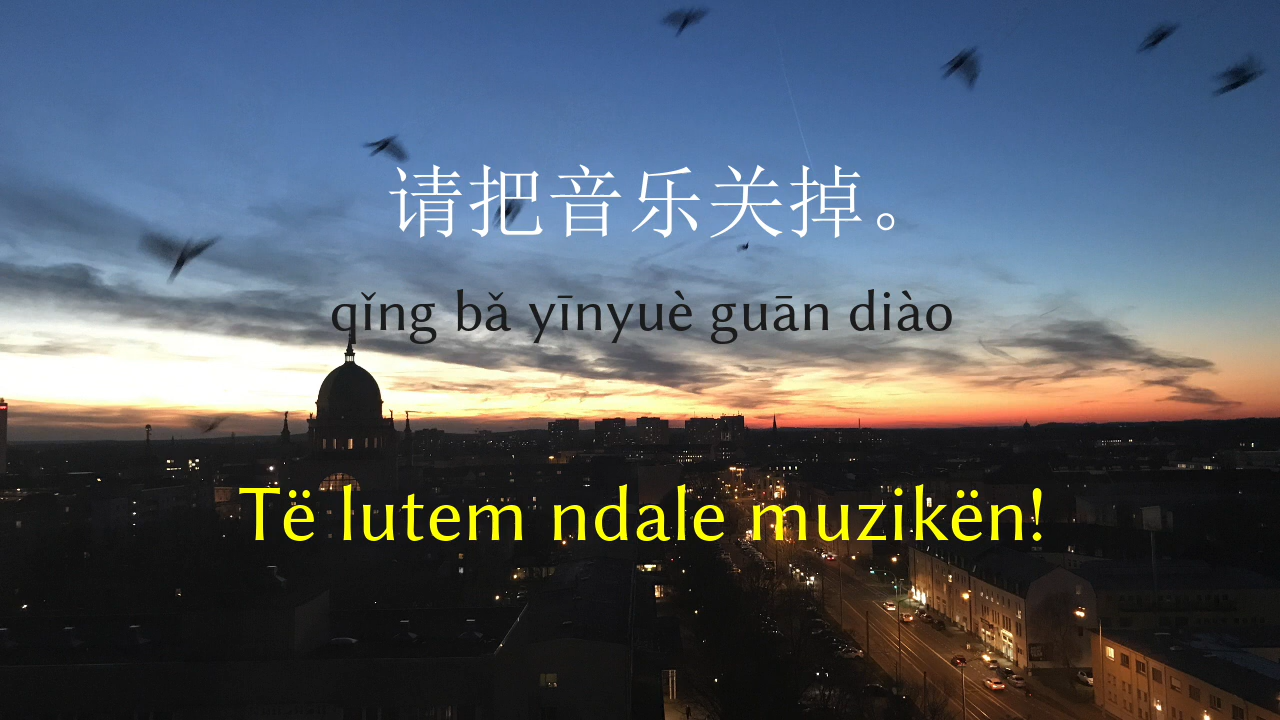 请把音乐关掉。
qǐng bǎ yīnyuè guān diào
Të lutem ndale muzikën!